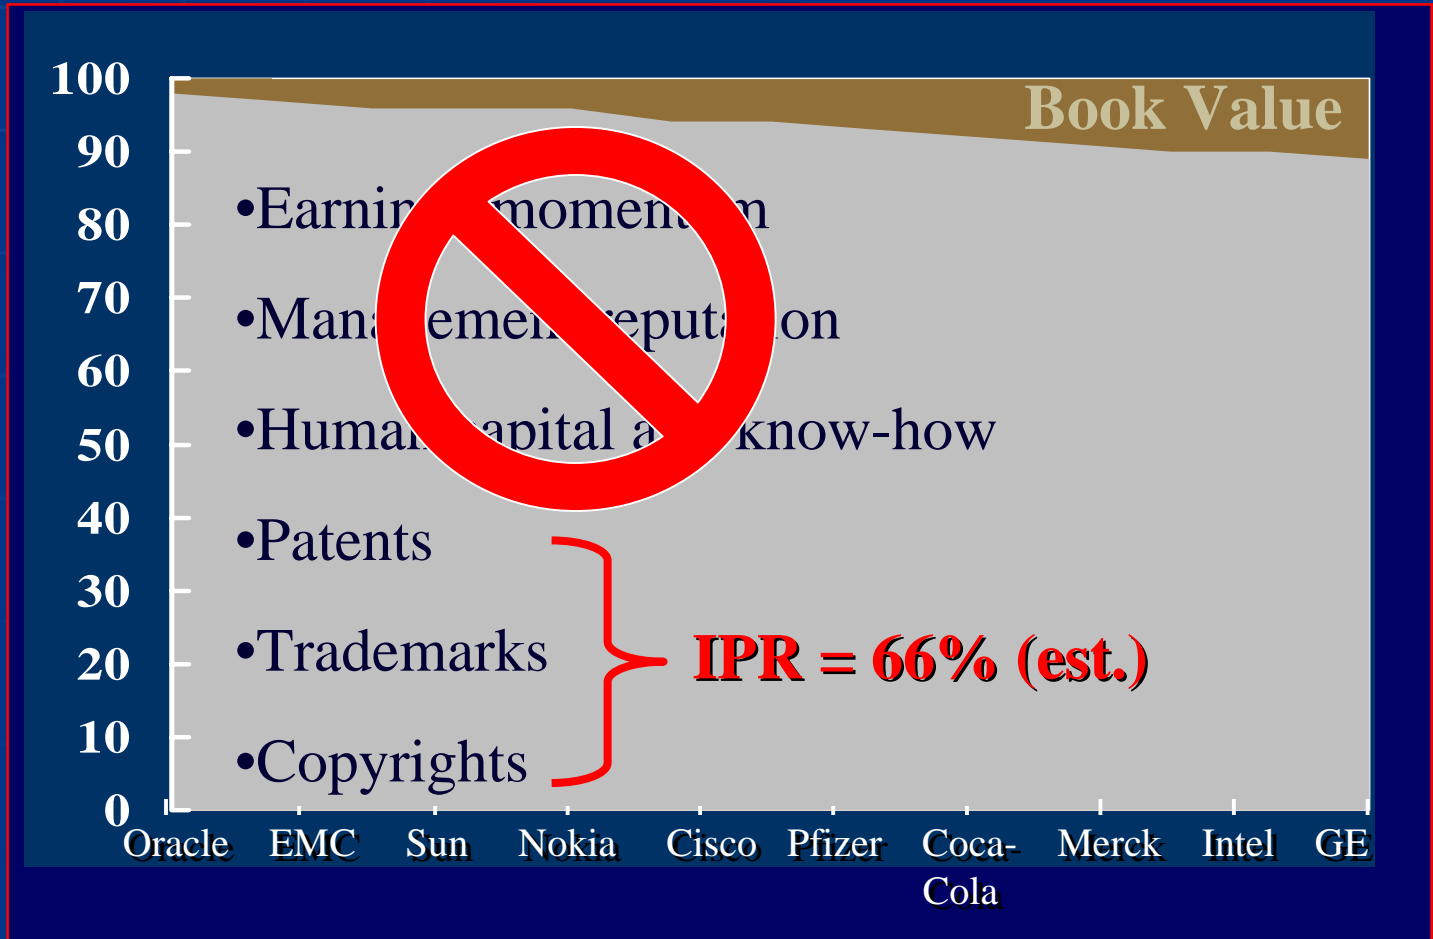 100
Book Value
90
•Earnin momen m
80
70
•Man emen reputa on
60
•Huma apital a know-how
50
40
•Patents
30
•Trademarks
IPR = 66% (est.)
20
10
•Copyrights
0
Oracle EMC Sun Nokia Cisco Pfizer Coca-Cola Merck Intel GE